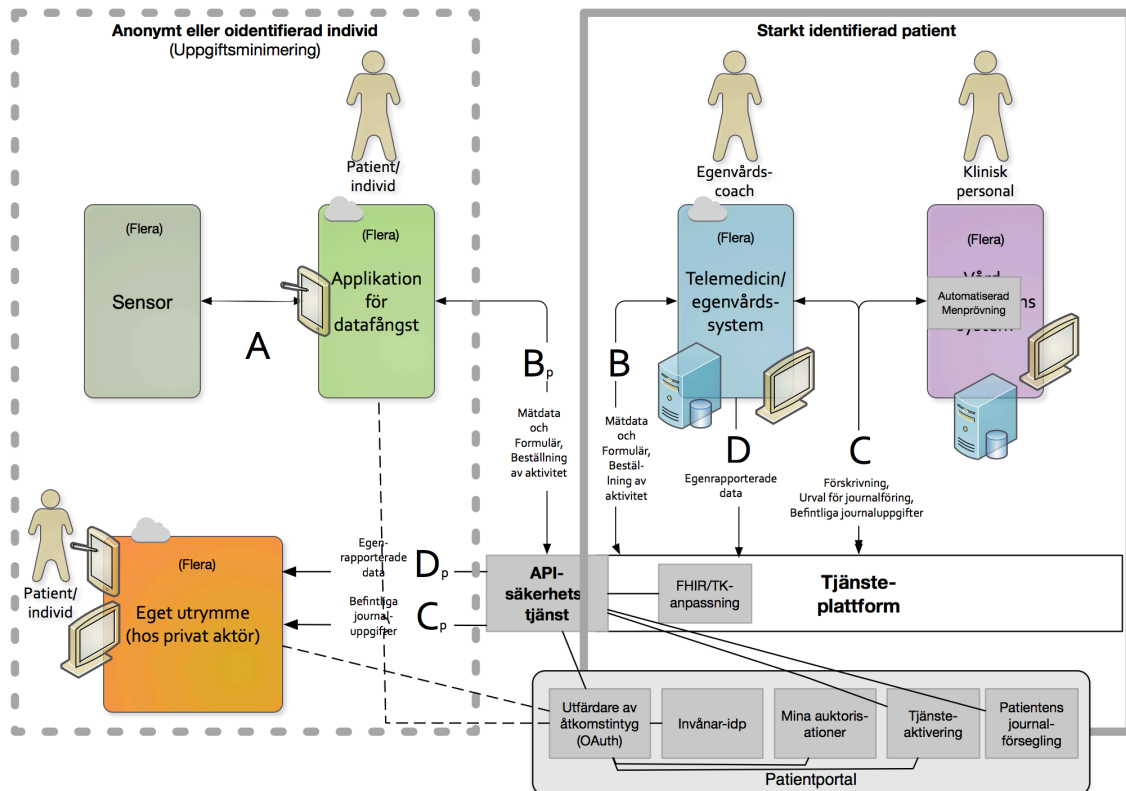 Anonymt eller oidentifierad individ
(Uppgiftsminimering)
Starkt identifierad patient
Patient/
individ
Egenvårds-
coach
Klinisk
personal
(Flera)
Sensor
(Flera)
Applikation
för
datafångst
(Flera)
Telemedicin/
egenvårds-
system
(Flera)
Automatiserad
Menprövning
system
A
Bp
Mätdata
och
Formulär,
Beställning
av aktivitet
B
Mätdata
och
Formulär,
Bestäl-
lning av
aktivitet
D
Egenrapporterade
data
C
Förskrivning,
Urval för journalföring,
Befintliga journaluppgifter
Patient/
individ
(Flera)
Eget utrymme
(hos privat aktör)
Egen-
rapporterade
data
Dp
Befintliga
journal-
uppgifter
Cp
API-
säkerhets
tjänst
FHIR/TK-
anpassning
Tjänste-
plattform
Utfärdare av
åtkomstintyg
(OAuth)
Invånar-idp
Mina auktoris-
ationer
Tjänste-
aktivering
Patientens
journal-
försegling
Patientportal